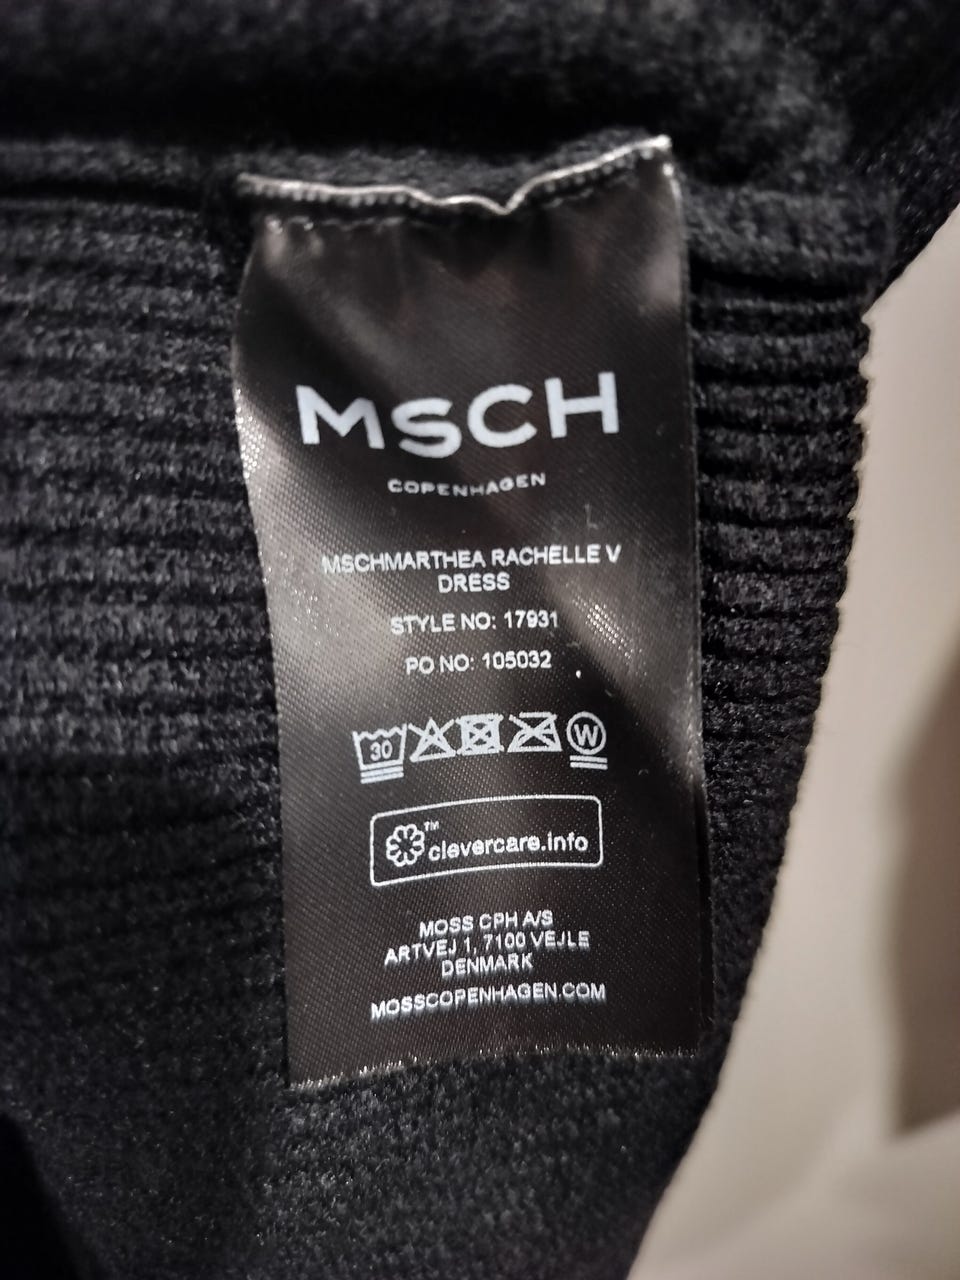 MSCH
COPENHAGEN
MSCHMARTHEA RACHELLE V
DRESS
STYLE NO: 17931
PO NO: 105032
30 W
™
clevercare.info
MOSS CPH A/S
ARTVEJ 1, 7100 VEJLE
DENMARK
MOSSCOPENHAGEN.COM